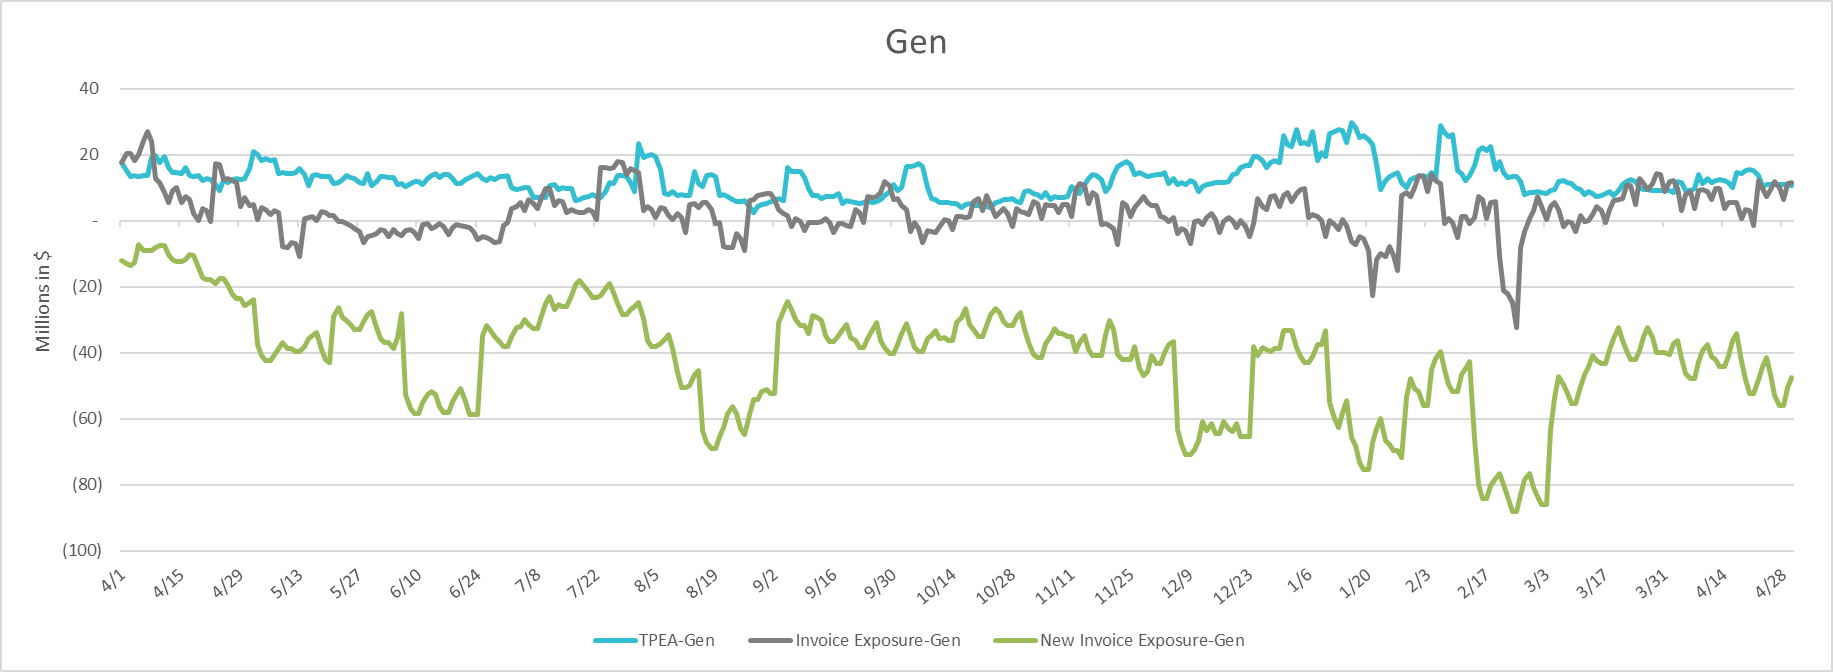 Gen
Millions in $
40
20
-
(20)
(40)
(60)
(80)
(100)
4/1 4/15 4/29 5/13 5/27 6/10 6/24 7/8 7/22 8/5 8/19 9/2 9/16 9/30 10/14 10/28 11/11 11/25 12/9 12/23 1/6 1/20 2/3 2/17 3/3 3/17 3/31 4/14 4/28
TPEA-Gen Invoice Exposure-Gen New Invoice Exposure-Gen